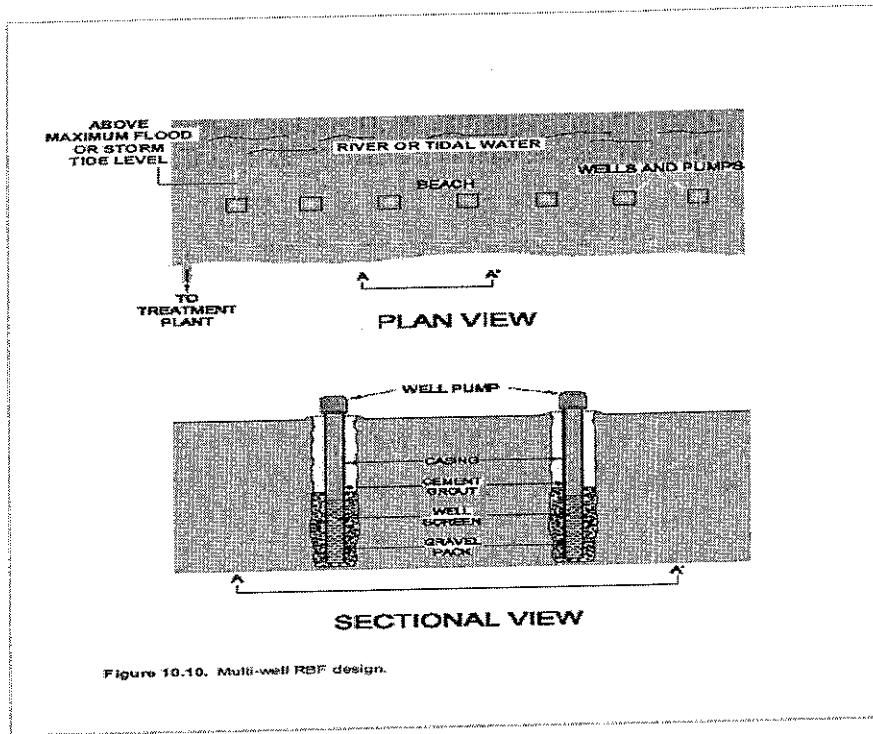 ABOVE
MAXIMUM FLOOD
OR STORM
TIDE LEVEL
RIVER OR TIDAL WATER
BEACH
WELLS AND PUMPS
TO
TREATMENT
PLANT
A A'
PLAN VIEW
WELL PUMP
CASING
CEMENT
GROUT
WELL
SCREEN
GRAVEL
PACK
A A'
SECTIONAL VIEW
Figure 10.10. Multi-well RBF design.